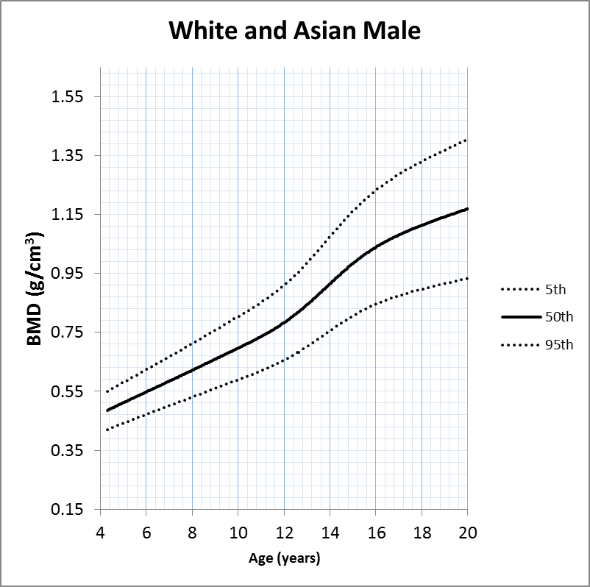 White and Asian Male
BMD (g/cm³)
1.55
1.35
1.15
0.95
0.75
0.55
0.35
0.15
4 6 8 10 12 14 16 18 20
Age (years)
5th
50th
95th